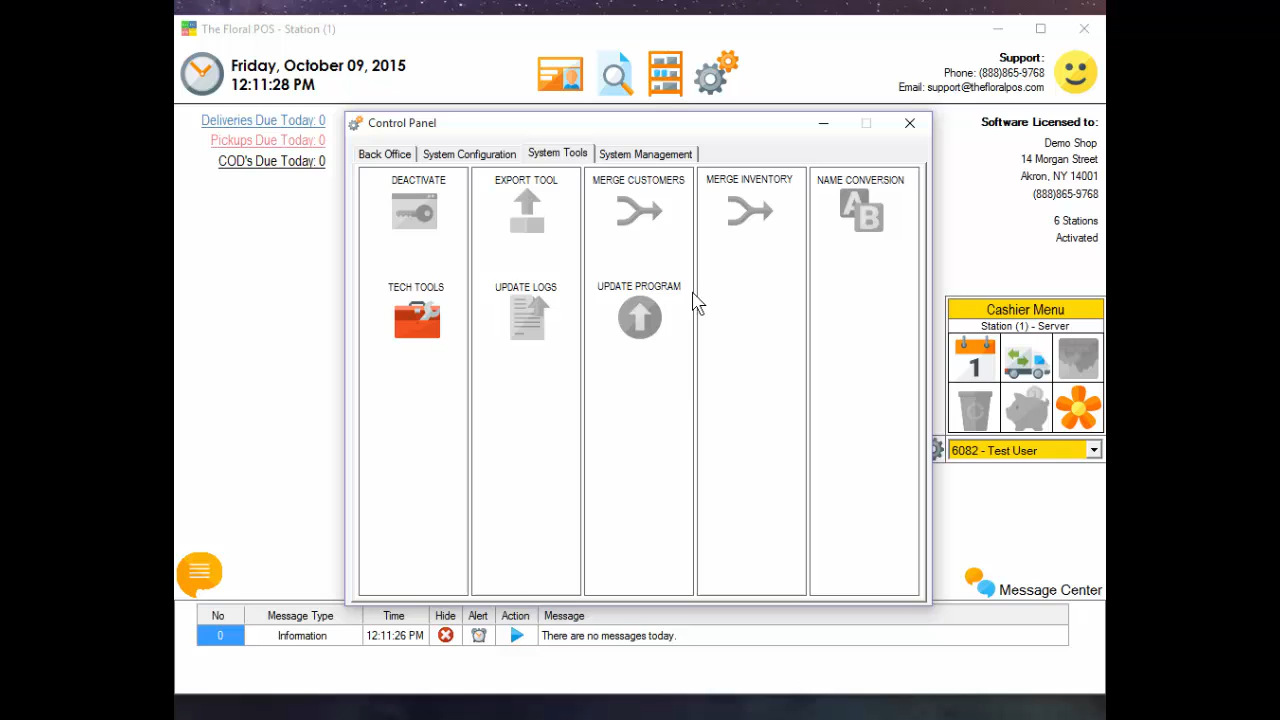 The Floral POS - Station (1)
Friday, October 09, 2015
12:11:28 PM
Support:
Phone: (888)865-9768
Email: support@thefloralpos.com
Deliveries Due Today: 0
Pickups Due Today: 0
COD's Due Today: 0
Control Panel
Back Office
System Configuration
System Tools
System Management
DEACTIVATE
EXPORT TOOL
MERGE CUSTOMERS
MERGE INVENTORY
NAME CONVERSION
A
B
TECH TOOLS
UPDATE LOGS
UPDATE PROGRAM
Software Licensed to:
Demo Shop
14 Morgan Street
Akron, NY 14001
(888)865-9768
6 Stations
Activated
Cashier Menu
Station (1) - Server
1
6082 - Test User
Message Center
No Message Type Time Hide Alert Action Message
0 Information 12:11:26 PM There are no messages today.